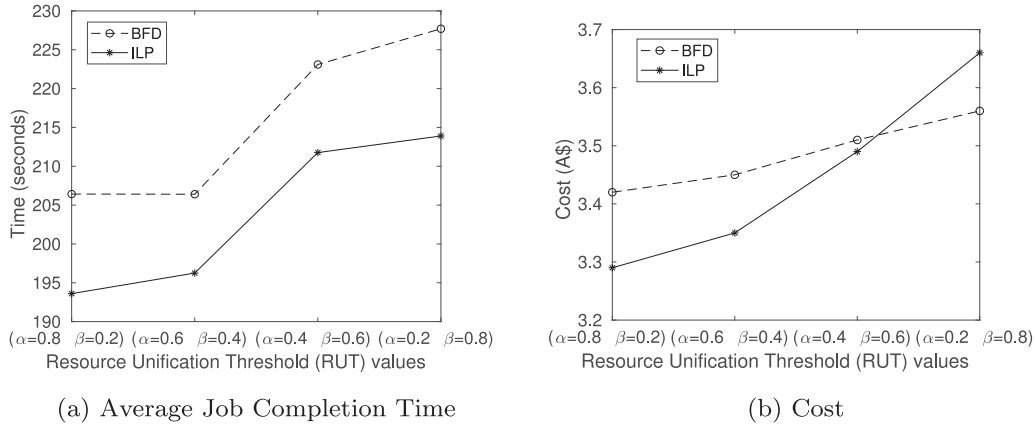 230
225
220
215
210
205
200
195
190
Time (seconds)
BFD
ILP
(α=0.8 β=0.2) (α=0.6 β=0.4) (α=0.4 β=0.6) (α=0.2 β=0.8)
Resource Unification Threshold (RUT) values
(a) Average Job Completion Time
3.7
3.6
3.5
3.4
3.3
3.2
Cost (A$)
BFD
ILP
(α=0.8 β=0.2) (α=0.6 β=0.4) (α=0.4 β=0.6) (α=0.2 β=0.8)
Resource Unification Threshold (RUT) values
(b) Cost